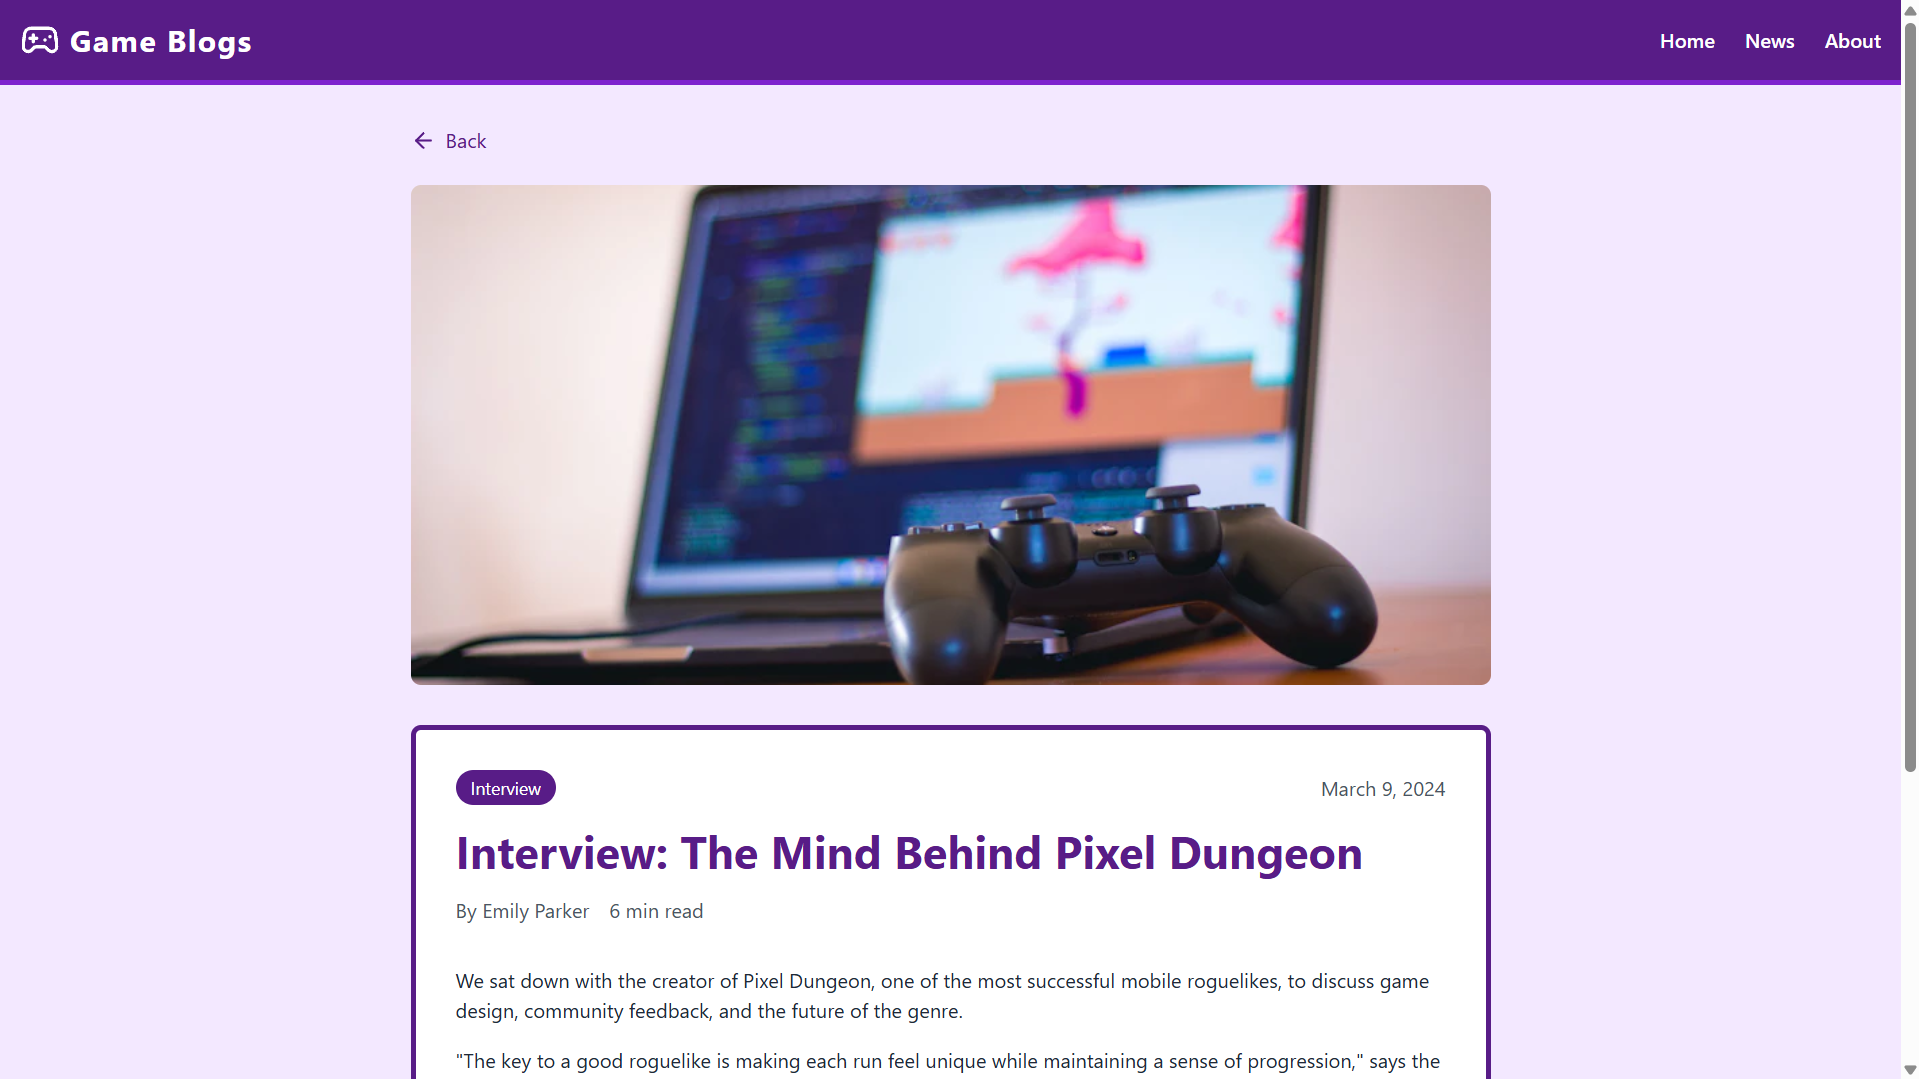 Game Blogs
Home
News
About
Back
Interview
March 9, 2024
Interview: The Mind Behind Pixel Dungeon
By Emily Parker
6 min read
We sat down with the creator of Pixel Dungeon, one of the most successful mobile roguelikes, to discuss game
design, community feedback, and the future of the genre.
"The key to a good roguelike is making each run feel unique while maintaining a sense of progression," says the